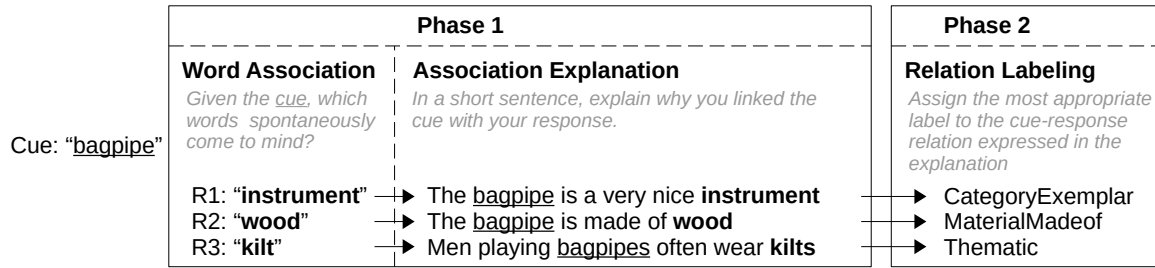 Phase 1
Phase 2
Word Association
Given the cue, which
words spontaneously
come to mind?
Association Explanation
In a short sentence, explain why you linked the
cue with your response.
Relation Labeling
Assign the most appropriate
label to the cue-response
relation expressed in the
explanation
Cue: “bagpipe”
R1: “instrument”
The bagpipe is a very nice instrument
CategoryExemplar
R2: “wood”
The bagpipe is made of wood
MaterialMadeof
R3: “kilt”
Men playing bagpipes often wear kilts
Thematic